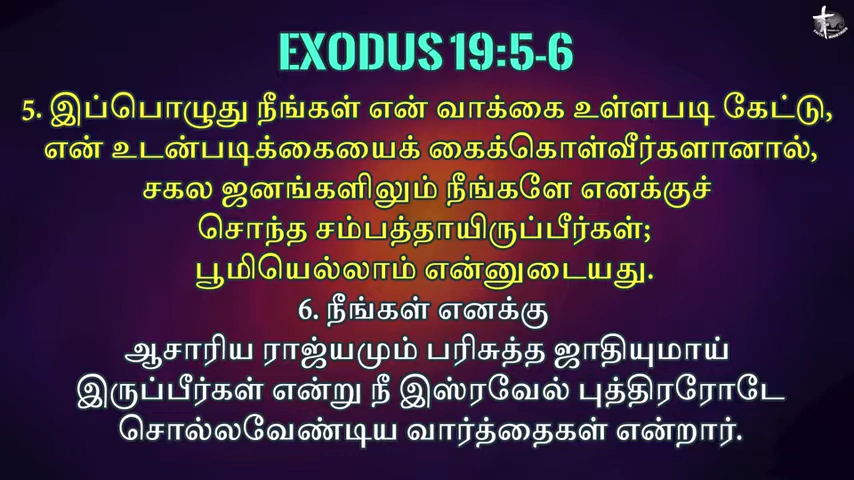 EXODUS 19:5-6
5. இப்பொழுது நீங்கள் என் வாக்கை உள்ளபடி கேட்டு,
என் உடன்படிக்கையைக் கைக்கொள்வீர்களானால்,
சகல ஜனங்களிலும் நீங்களே எனக்குச்
சொந்த சம்பத்தாயிருப்பீர்கள்;
பூமியெல்லாம் என்னுடையது.
6. நீங்கள் எனக்கு
ஆசாரிய ராஜ்யமும் பரிசுத்த ஜாதியுமாய்
இருப்பீர்கள் என்று நீ இஸ்ரவேல் புத்திரரோடே
சொல்லவேண்டிய வார்த்தைகள் என்றார்.